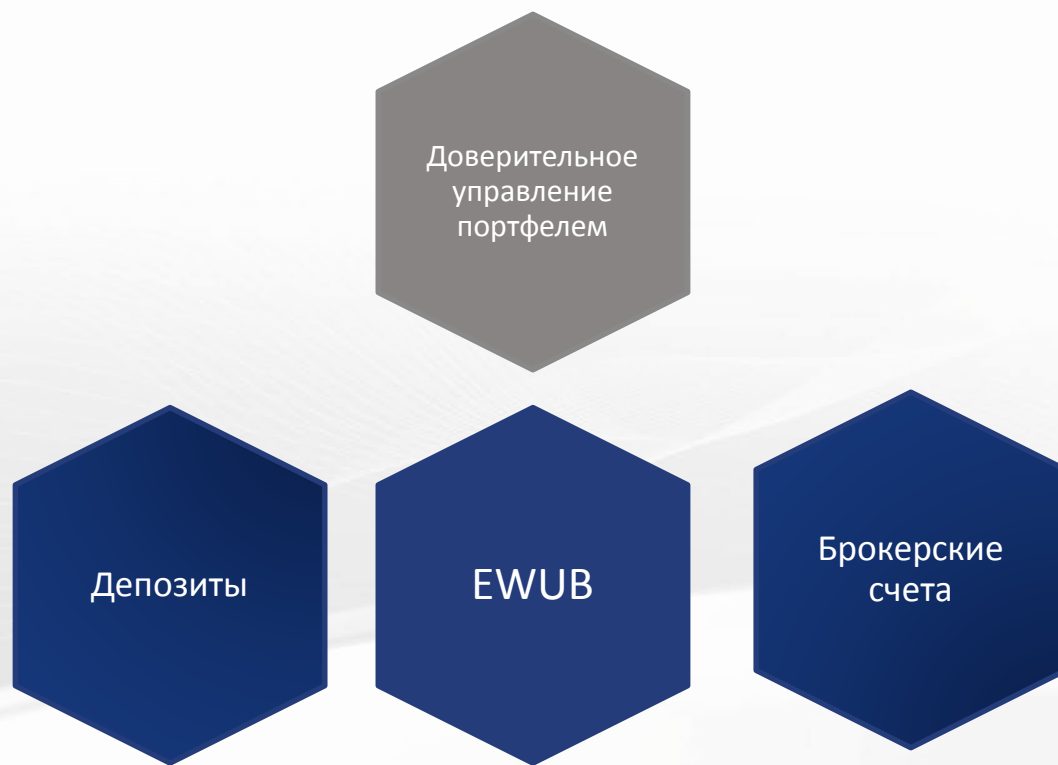 Доверительное
управление
портфелем
Депозиты
EWUB
Брокерские
счета